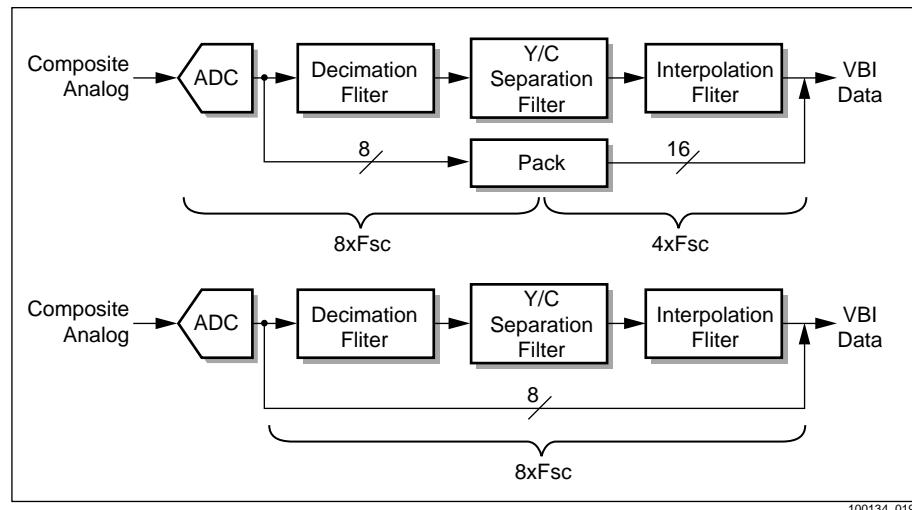 Composite
Analog
ADC
Decimation
Fliter
Y/C
Separation
Filter
Interpolation
Fliter
VBI
Data
8
Pack
16
8xFsc
4xFsc
Composite
Analog
ADC
Decimation
Fliter
Y/C
Separation
Filter
Interpolation
Fliter
VBI
Data
8
8xFsc
100134_019